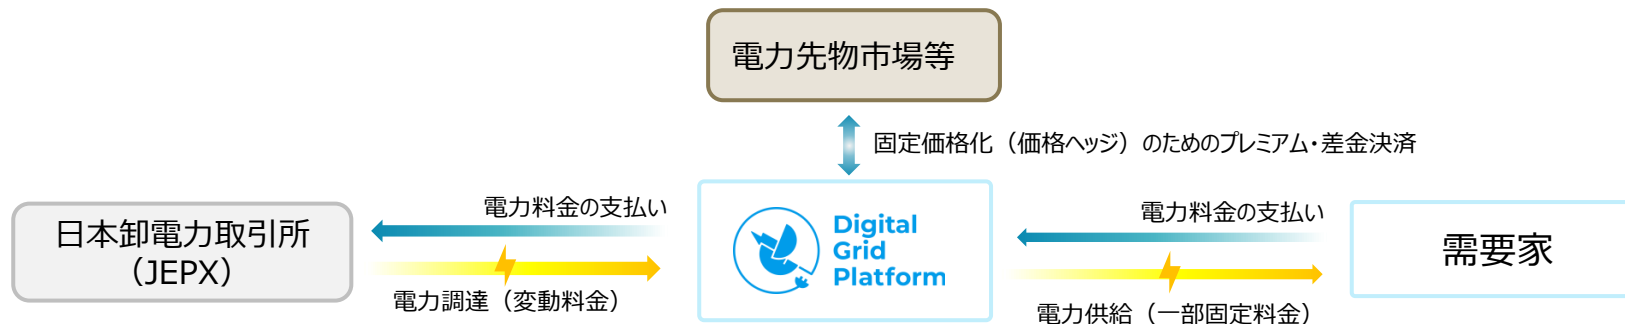 電力先物市場等
固定価格化（価格ヘッジ）のためのプレミアム・差金決済
電力料金の支払い
電力料金の支払い
日本卸電力取引所
（JEPX）
Digital
Grid
Platform
需要家
電力調達（変動料金）
電力供給（一部固定料金）